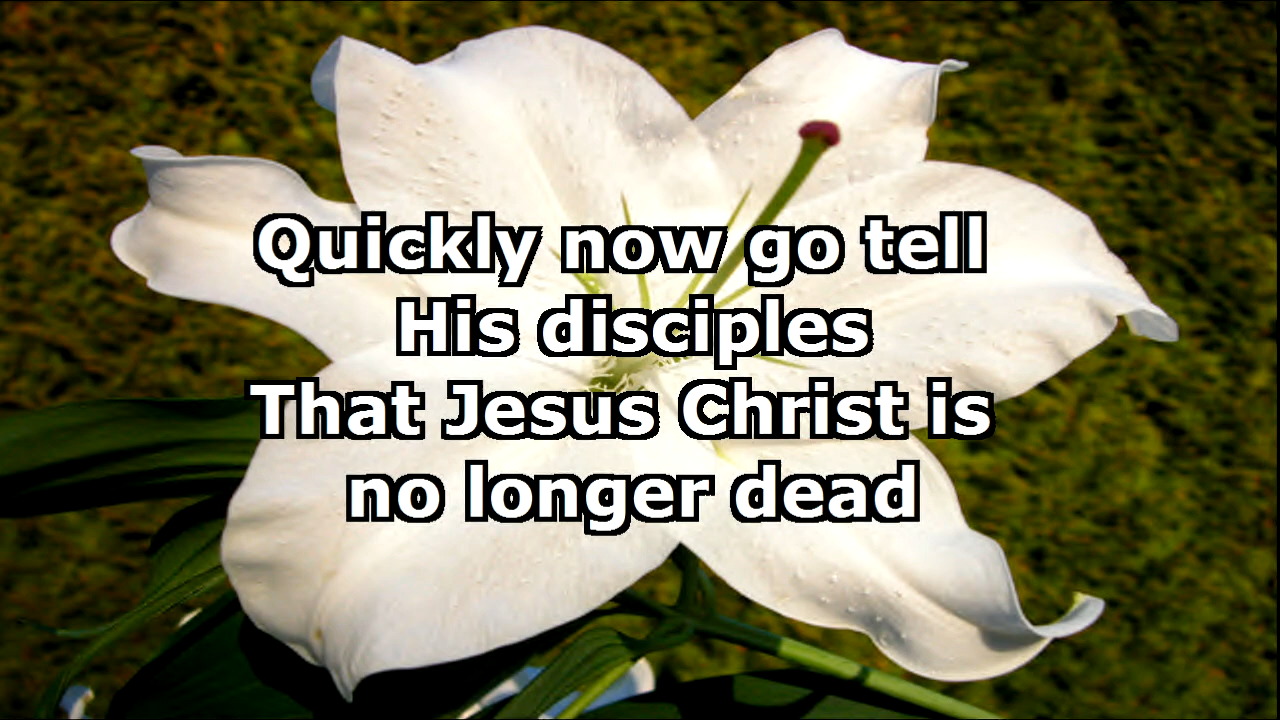 Quickly now go tell
His disciples
That Jesus Christ is
no longer dead